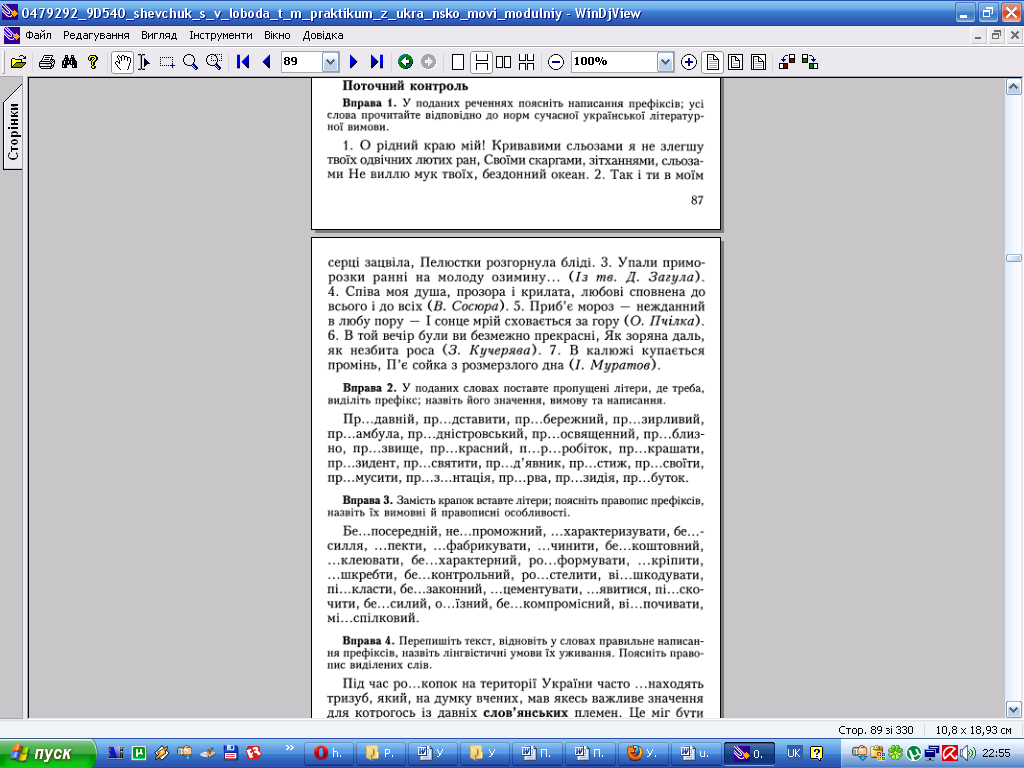 0479292_9D540_shevchuk_s_v_loboda_t_m_praktikum_z_ukra_nsko_movi_modulniy - WinDjView
Файл Редагування Вигляд Інструменти Вікно Довідка
89 100%
Сторінки
Поточний контроль
Вправа 1. У поданих реченнях поясніть написання префіксів; усі
слова прочитайте відповідно до норм сучасної української літератур-
ної вимови.
1. О рідний краю мій! Кривавими сльозами я не злегшу
твоїх одвічних лютих ран, Своїми скаргами, зітханнями, сльоза-
ми Не виллю мук твоїх, бездонний океан. 2. Так і ти в моїм
87
серці зацвіла, Пелюстки розгорнула бліді. 3. Упали примо-
розки ранні на молоду озимину... (Із тв. Д. Загула).
4. Співа моя душа, прозора і крилата, любові сповнена до
всього і до всіх (В. Сосюра). 5. Приб'є мороз — нежданний
в любу пору — І сонце мрій сховається за гору (О. Пчілка).
6. В той вечір були ви безмежно прекрасні, Як зоряна даль,
як незбита роса (З. Кучерява). 7. В калюжі купається
промінь, П'є сойка з розмерзлого дна (І. Муратов).
Вправа 2. У поданих словах поставте пропущені літери, де треба,
виділіть префікс; назвіть його значення, вимову та написання.
Пр...давній, пр...дставити, пр...бережний, пр...зирливий,
пр...амбула, пр...дністровський, пр...освященний, пр...близ-
но, пр...звище, пр...красний, п...р...робіток, пр...крашати,
пр...зидент, пр...святити, пр...д'явник, пр...стиж, пр...своїти,
пр...мусити, пр...з...нтація, пр...рва, пр...зидія, пр...буток.
Вправа 3. Замість крапок вставте літери; поясніть правопис префіксів,
назвіть їх вимовні й правописні особливості.
Бе...посередній, не...проможний, ...характеризувати, бе...-
силля, ...пекти, ...фабрикувати, ...чинити, бе...коштовний,
...клеювати, бе...характерний, ро...формувати, ...кріпити,
...шкребти, бе...контрольний, ро...стелити, ві...шкодувати,
пі...класти, бе...законний, ...цементувати, ...явитися, пі...ско-
чити, бе...силий, о...їзний, бе...компромісний, ві...почивати,
мі...спілковий.
Вправа 4. Перепишіть текст, відновіть у словах правильне написан-
ня префіксів, назвіть лінгвістичні умови їх уживання. Поясніть право-
пис виділених слів.
Під час ро...копок на території України часто ...находять
тризуб, який, на думку вчених, мав якесь важливе значення
для котрогось із давніх слов'янських племен. Це міг бути
Стор. 89 зі 330 10,8 x 18,93 см
пуск » h. Р. У У П. П. У. u. 0. UK 22:55